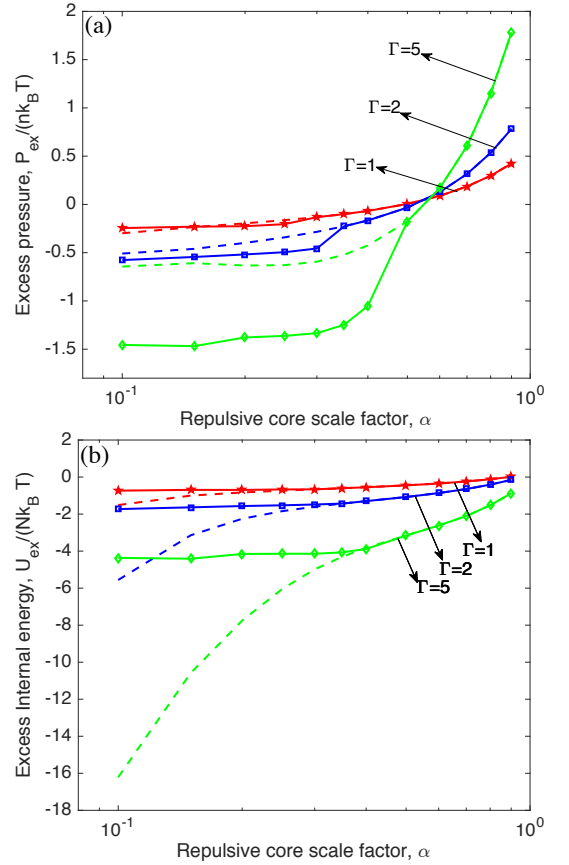 (a)
2
1.5
1
0.5
0
-0.5
-1
-1.5
Excess pressure, P_ex/(nk_BT)
Γ=5
Γ=2
Γ=1
10^-1
10^0
Repulsive core scale factor, α
(b)
2
0
-2
-4
-6
-8
-10
-12
-14
-16
-18
Excess Internal energy, U_ex/(Nk_B T)
Γ=1
Γ=2
Γ=5
10^-1
10^0
Repulsive core scale factor, α